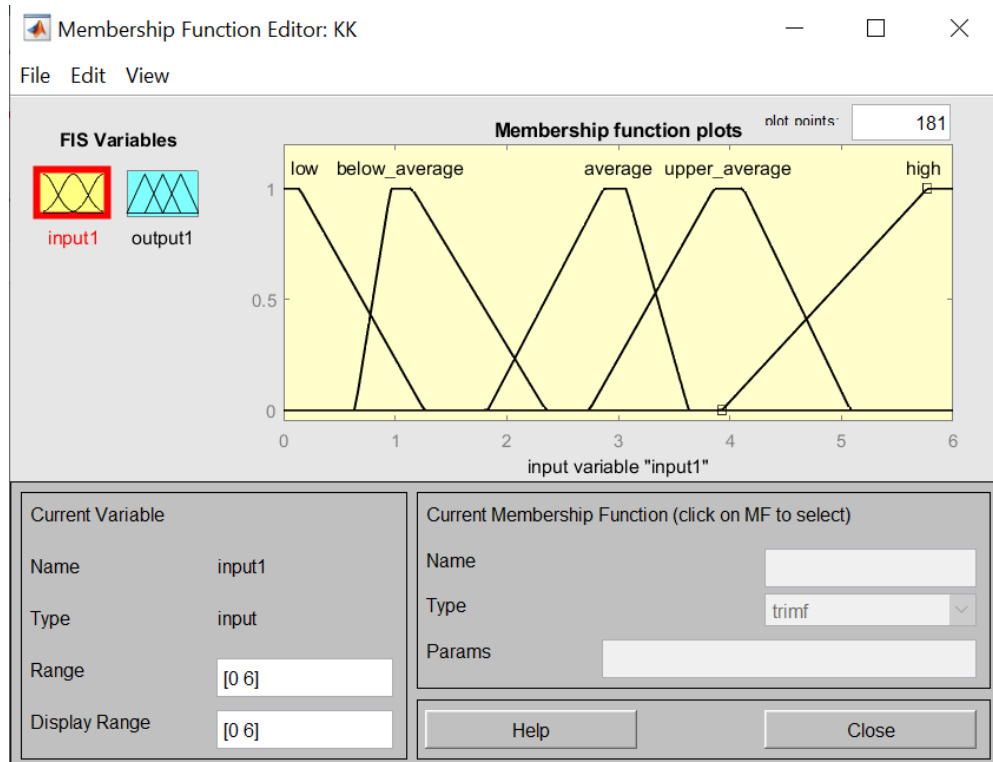 Membership Function Editor: KK
File Edit View
FIS Variables
input1 output1
Membership function plots
plot points:
181
low below_average average upper_average high
1
0.5
0
0 1 2 3 4 5 6
input variable "input1"
Current Variable
Name input1
Type input
Range [0 6]
Display Range [0 6]
Current Membership Function (click on MF to select)
Name
Type trimf
Params
Help Close